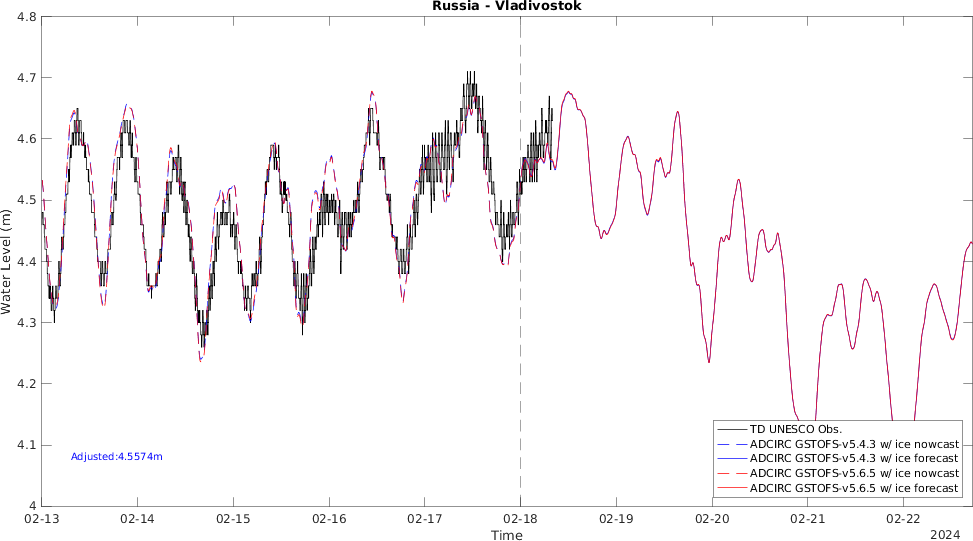 Russia - Vladivostok
4.8
4.7
4.6
4.5
4.4
4.3
4.2
4.1
4
Water Level (m)
Adjusted:4.5574m
TD UNESCO Obs.
ADCIRC GSTOFS-v5.4.3 w/ ice nowcast
ADCIRC GSTOFS-v5.4.3 w/ ice forecast
ADCIRC GSTOFS-v5.6.5 w/ ice nowcast
ADCIRC GSTOFS-v5.6.5 w/ ice forecast
02-13 02-14 02-15 02-16 02-17 02-18 02-19 02-20 02-21 02-22
Time
2024